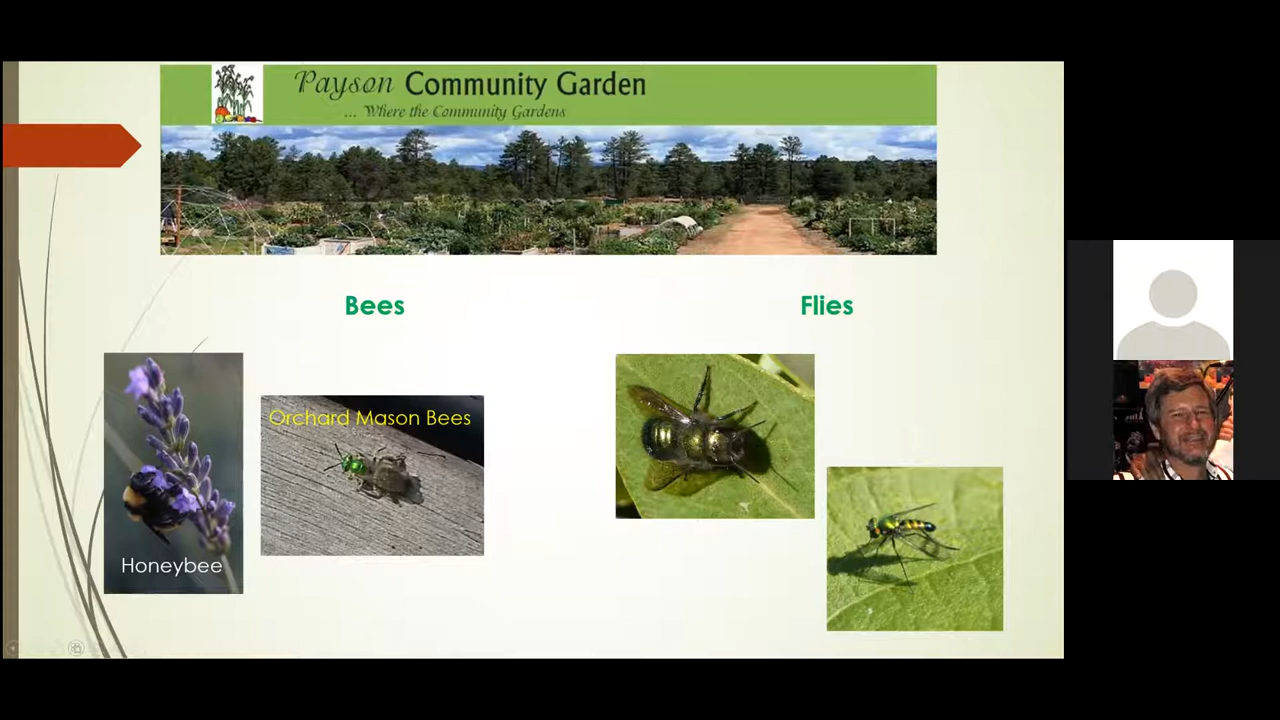 Payson Community Garden
... Where the Community Gardens
Bees
Flies
Orchard Mason Bees
Honeybee